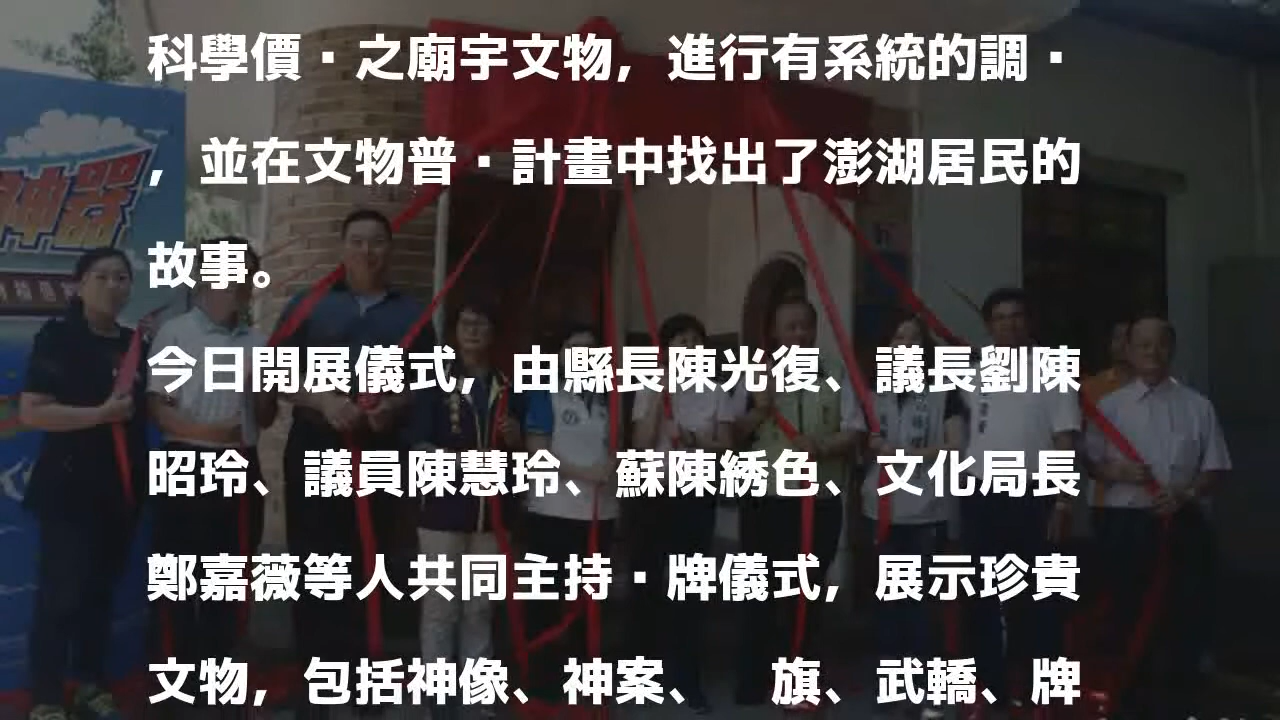 科學價·之廟宇文物，進行有系統的調·
，並在文物普·計畫中找出了澎湖居民的
故事。
今日開展儀式，由縣長陳光復、議長劉陳
昭玲、議員陳慧玲、蘇陳綉色、文化局長
鄭嘉薇等人共同主持·牌儀式，展示珍貴
文物，包括神像、神案、　旗、武轎、牌
神器